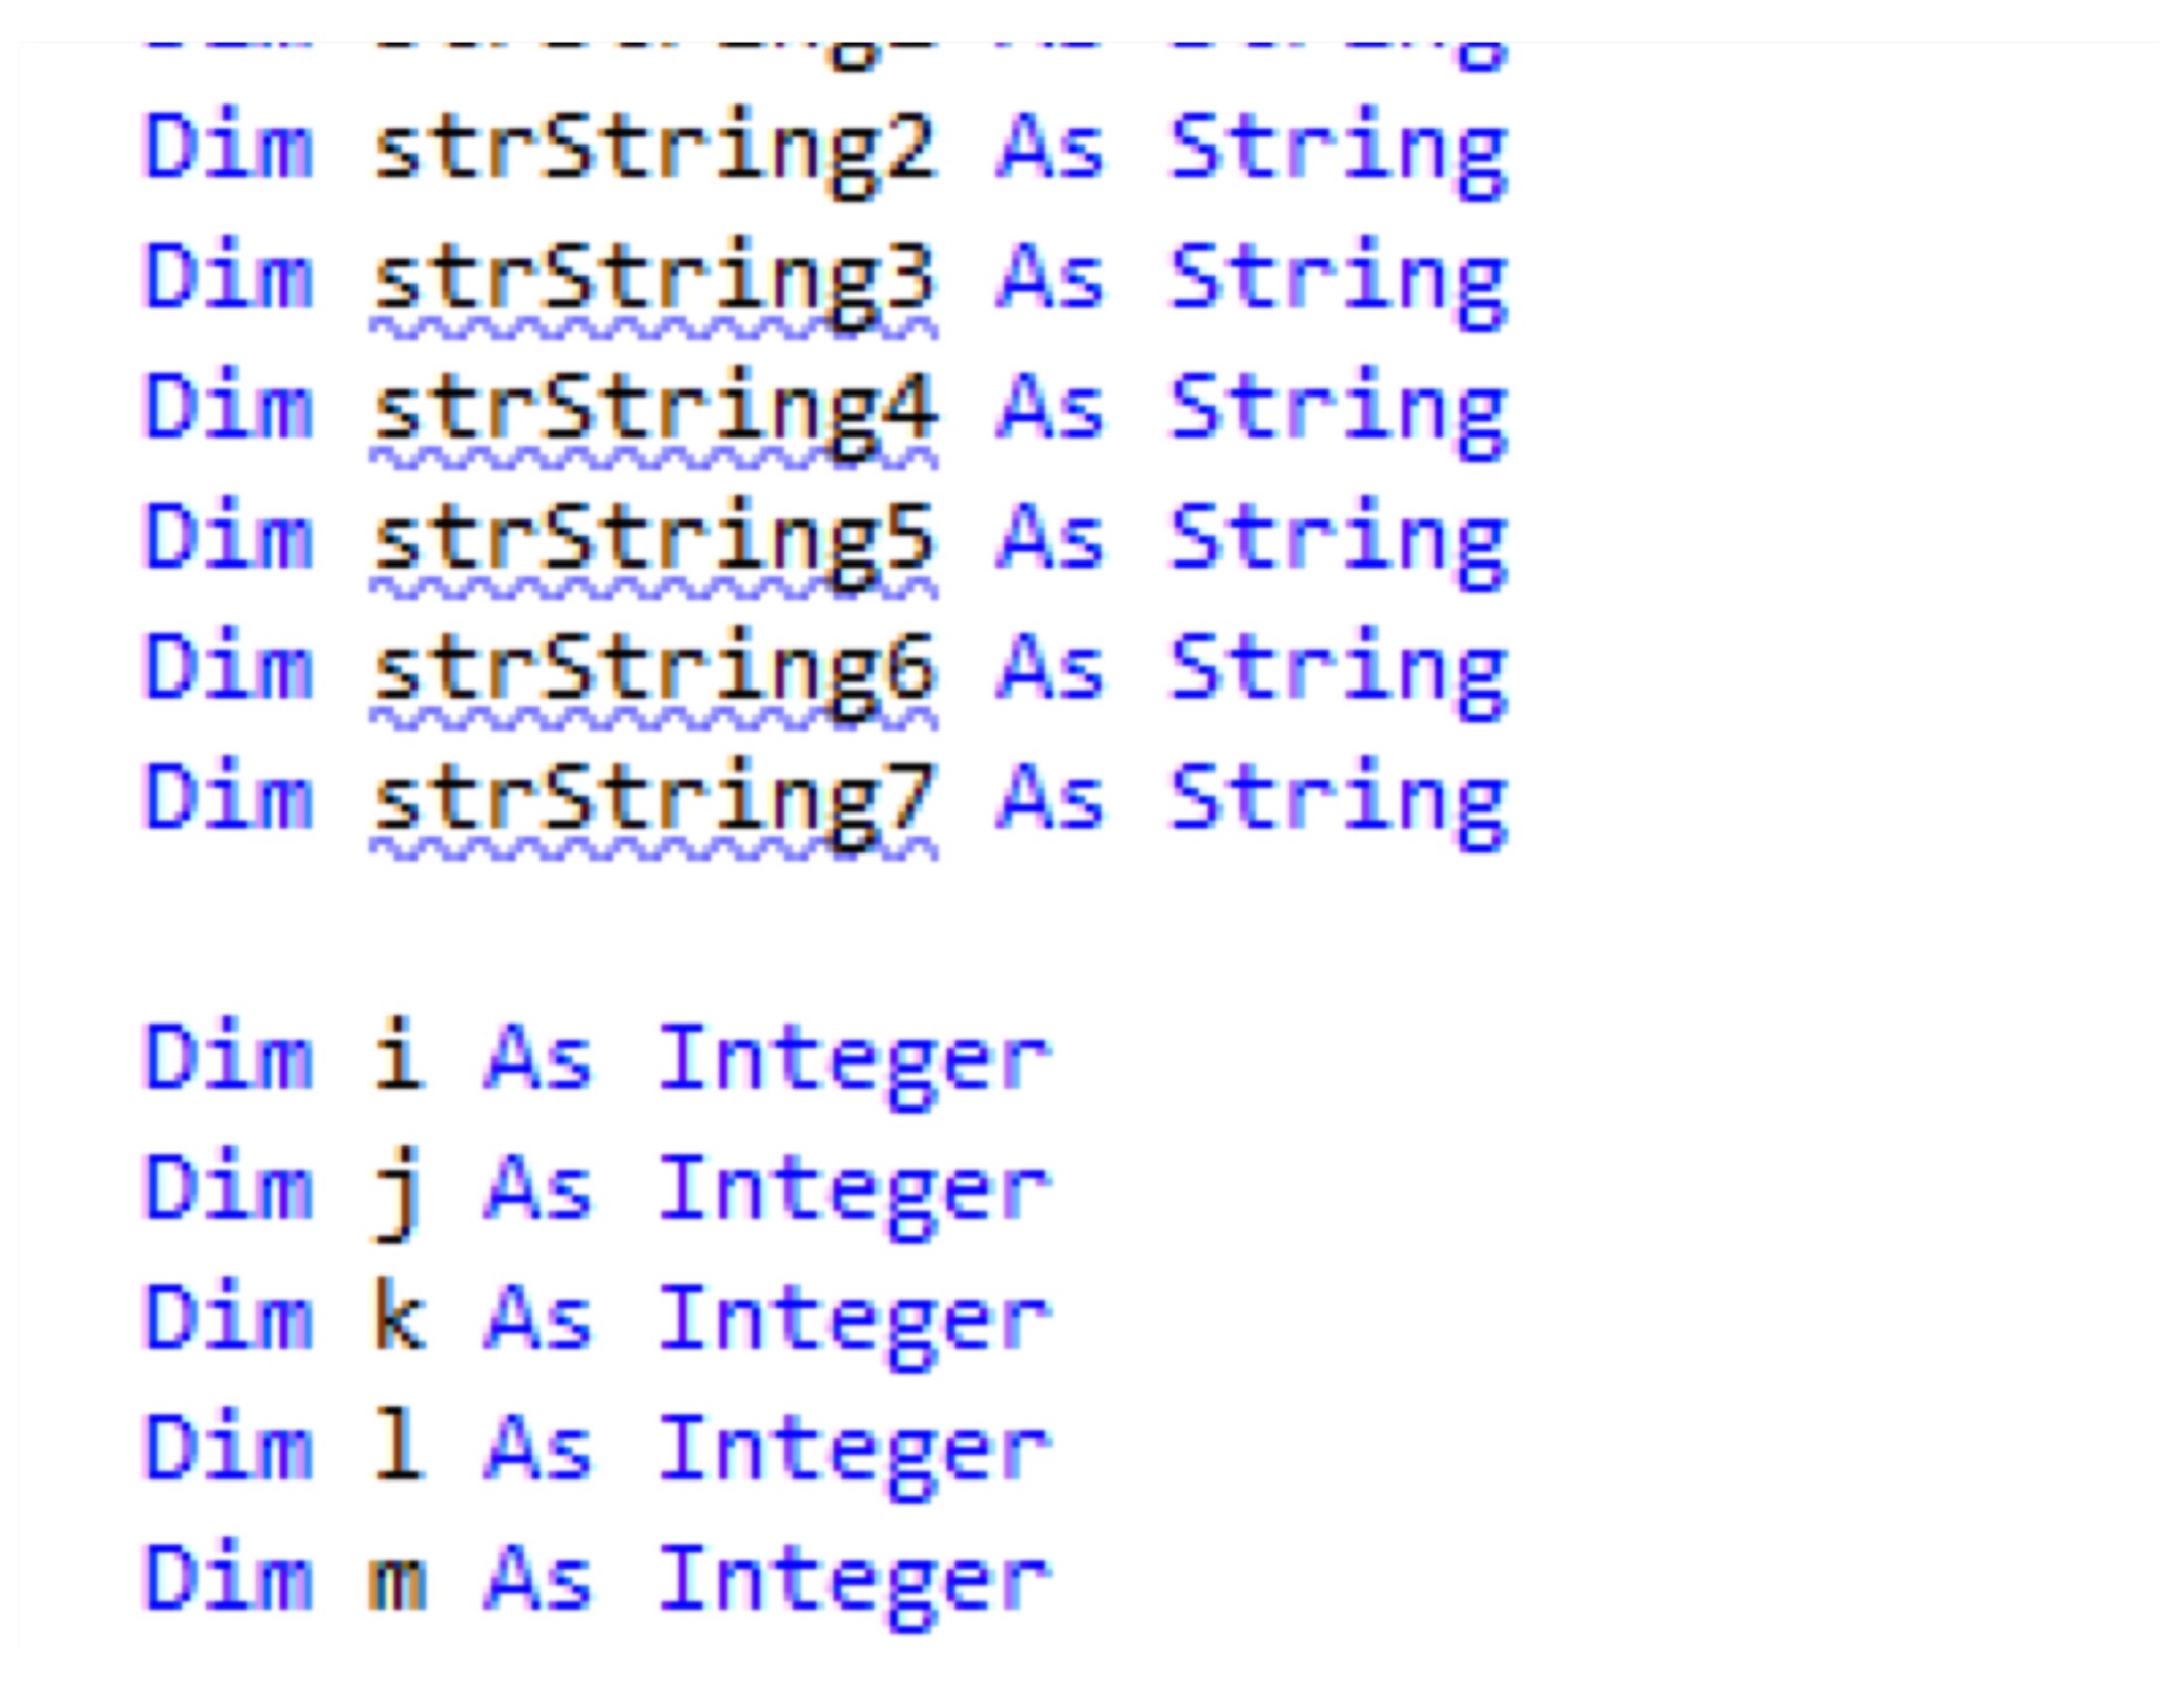 Dim strString2 As String
Dim strString3 As String
Dim strString4 As String
Dim strString5 As String
Dim strString6 As String
Dim strString7 As String
Dim i As Integer
Dim j As Integer
Dim k As Integer
Dim l As Integer
Dim m As Integer